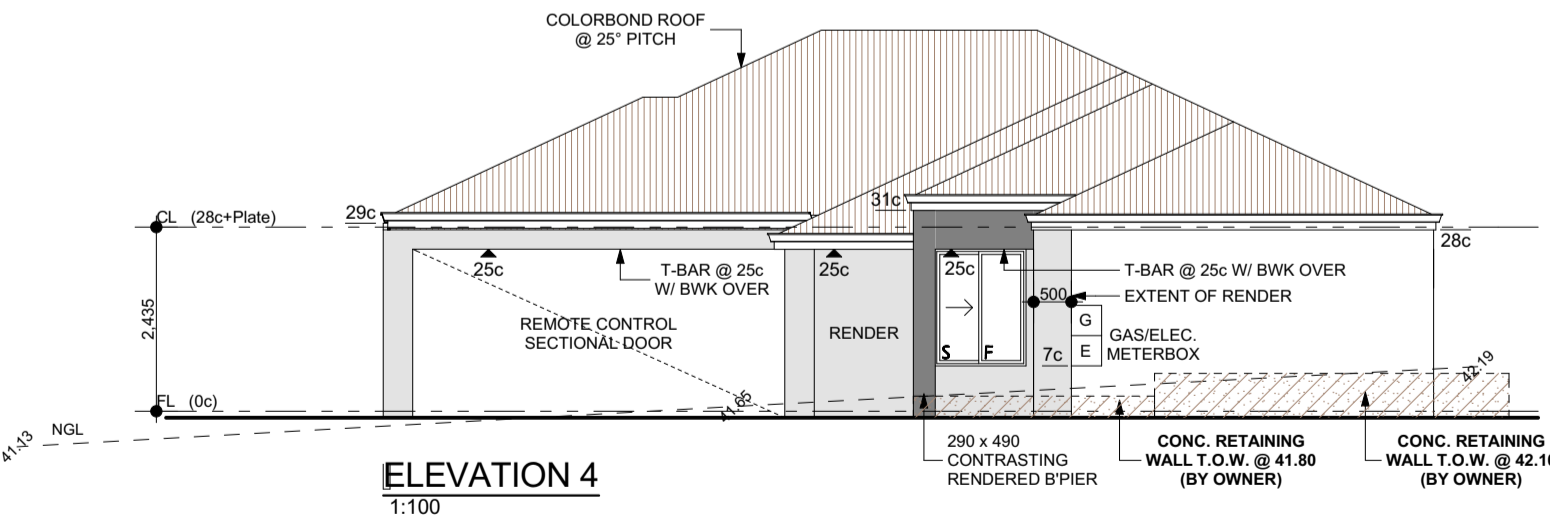 COLORBOND ROOF
@ 25° PITCH
CL (28c+Plate)
29c
31c
28c
25c
T-BAR @ 25c
W/ BWK OVER
25c
25c
T-BAR @ 25c W/ BWK OVER
500
EXTENT OF RENDER
2,435
REMOTE CONTROL
SECTIONAL DOOR
RENDER
G
E
GAS/ELEC.
METERBOX
S F
7c
42.19
41.65
FL (0c)
NGL
41.13
290 x 490
CONTRASTING
RENDERED B'PIER
CONC. RETAINING
WALL T.O.W. @ 41.80
(BY OWNER)
CONC. RETAINING
WALL T.O.W. @
(BY OWNER)
ELEVATION 4
1:100